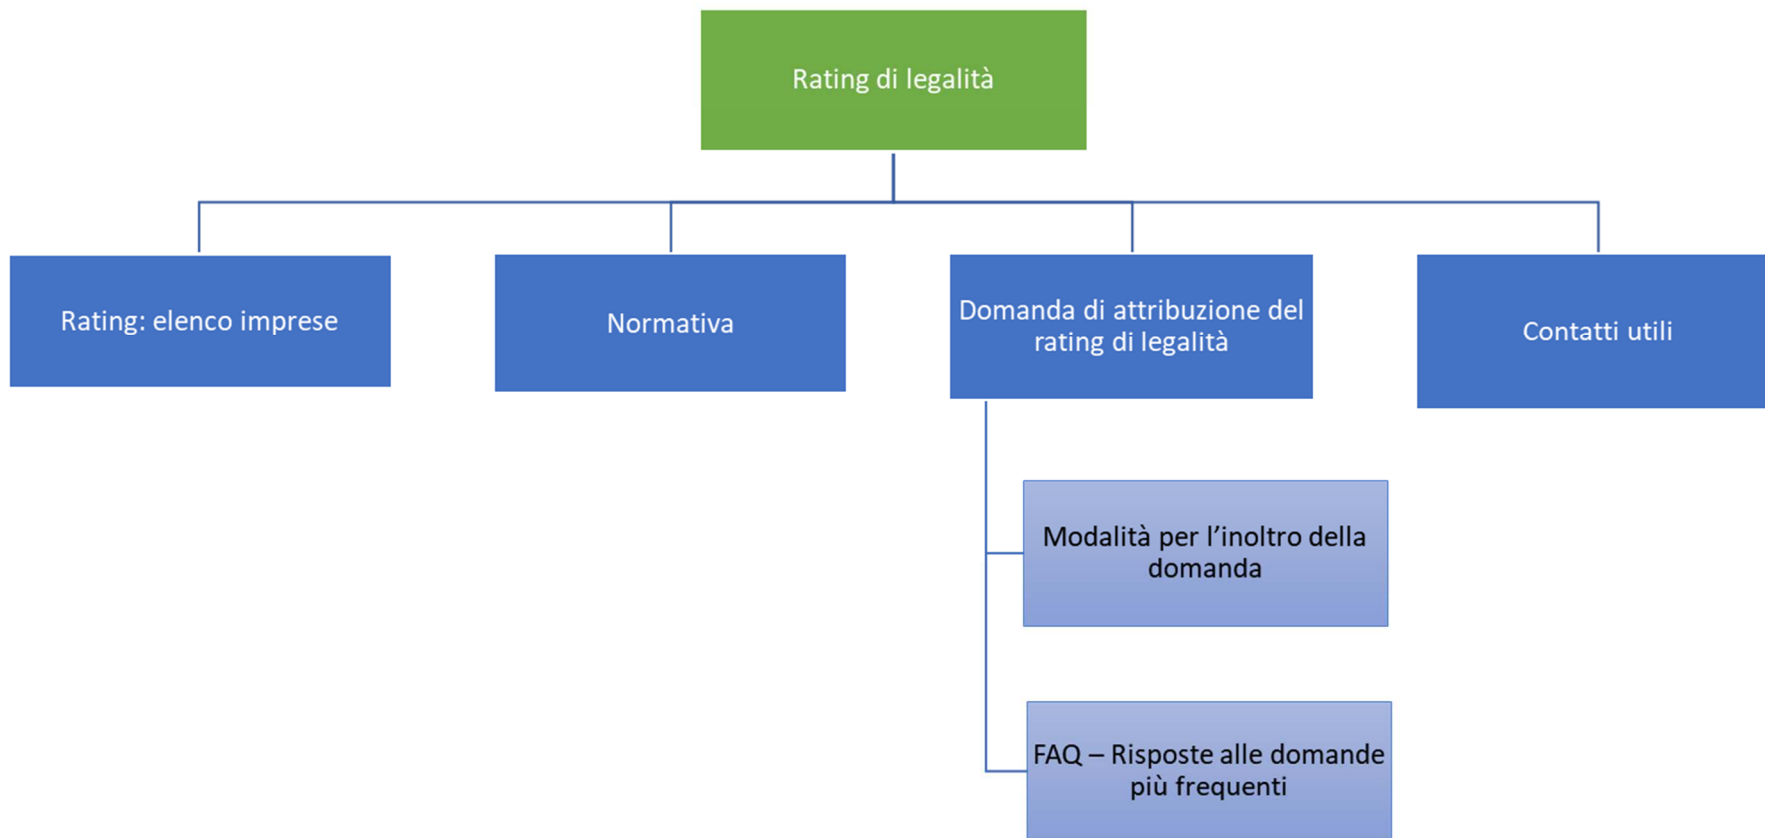 Rating di legalità
Rating: elenco imprese
Normativa
Domanda di attribuzione del
rating di legalità
Contatti utili
Modalità per l’inoltro della
domanda
FAQ – Risposte alle domande
più frequenti